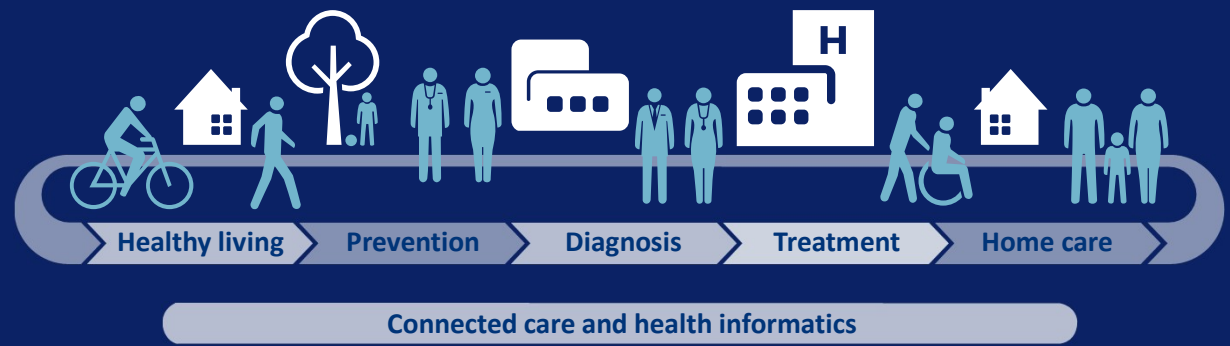 H
Healthy living
Prevention
Diagnosis
Treatment
Home care
Connected care and health informatics